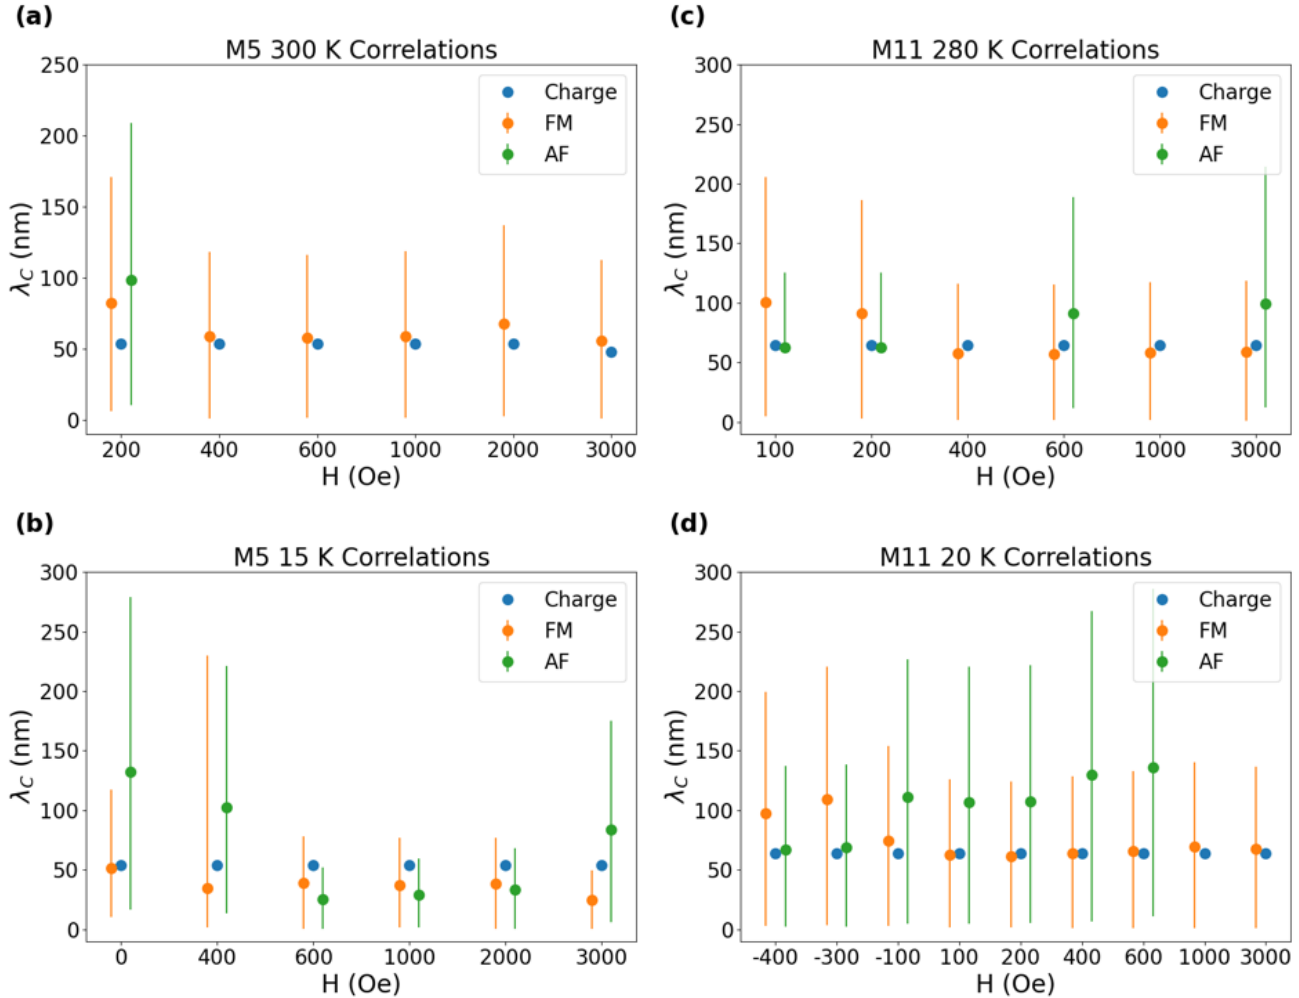 (a)
M5 300 K Correlations
250
200
150
100
50
0
λC (nm)
Charge
FM
AF
200 400 600 1000 2000 3000
H (Oe)
(c)
M11 280 K Correlations
300
250
200
150
100
50
0
λC (nm)
Charge
FM
AF
100 200 400 600 1000 3000
H (Oe)
(b)
M5 15 K Correlations
300
250
200
150
100
50
0
λC (nm)
Charge
FM
AF
0 400 600 1000 2000 3000
H (Oe)
(d)
M11 20 K Correlations
300
250
200
150
100
50
0
λC (nm)
Charge
FM
AF
-400 -300 -100 100 200 400 600 1000 3000
H (Oe)